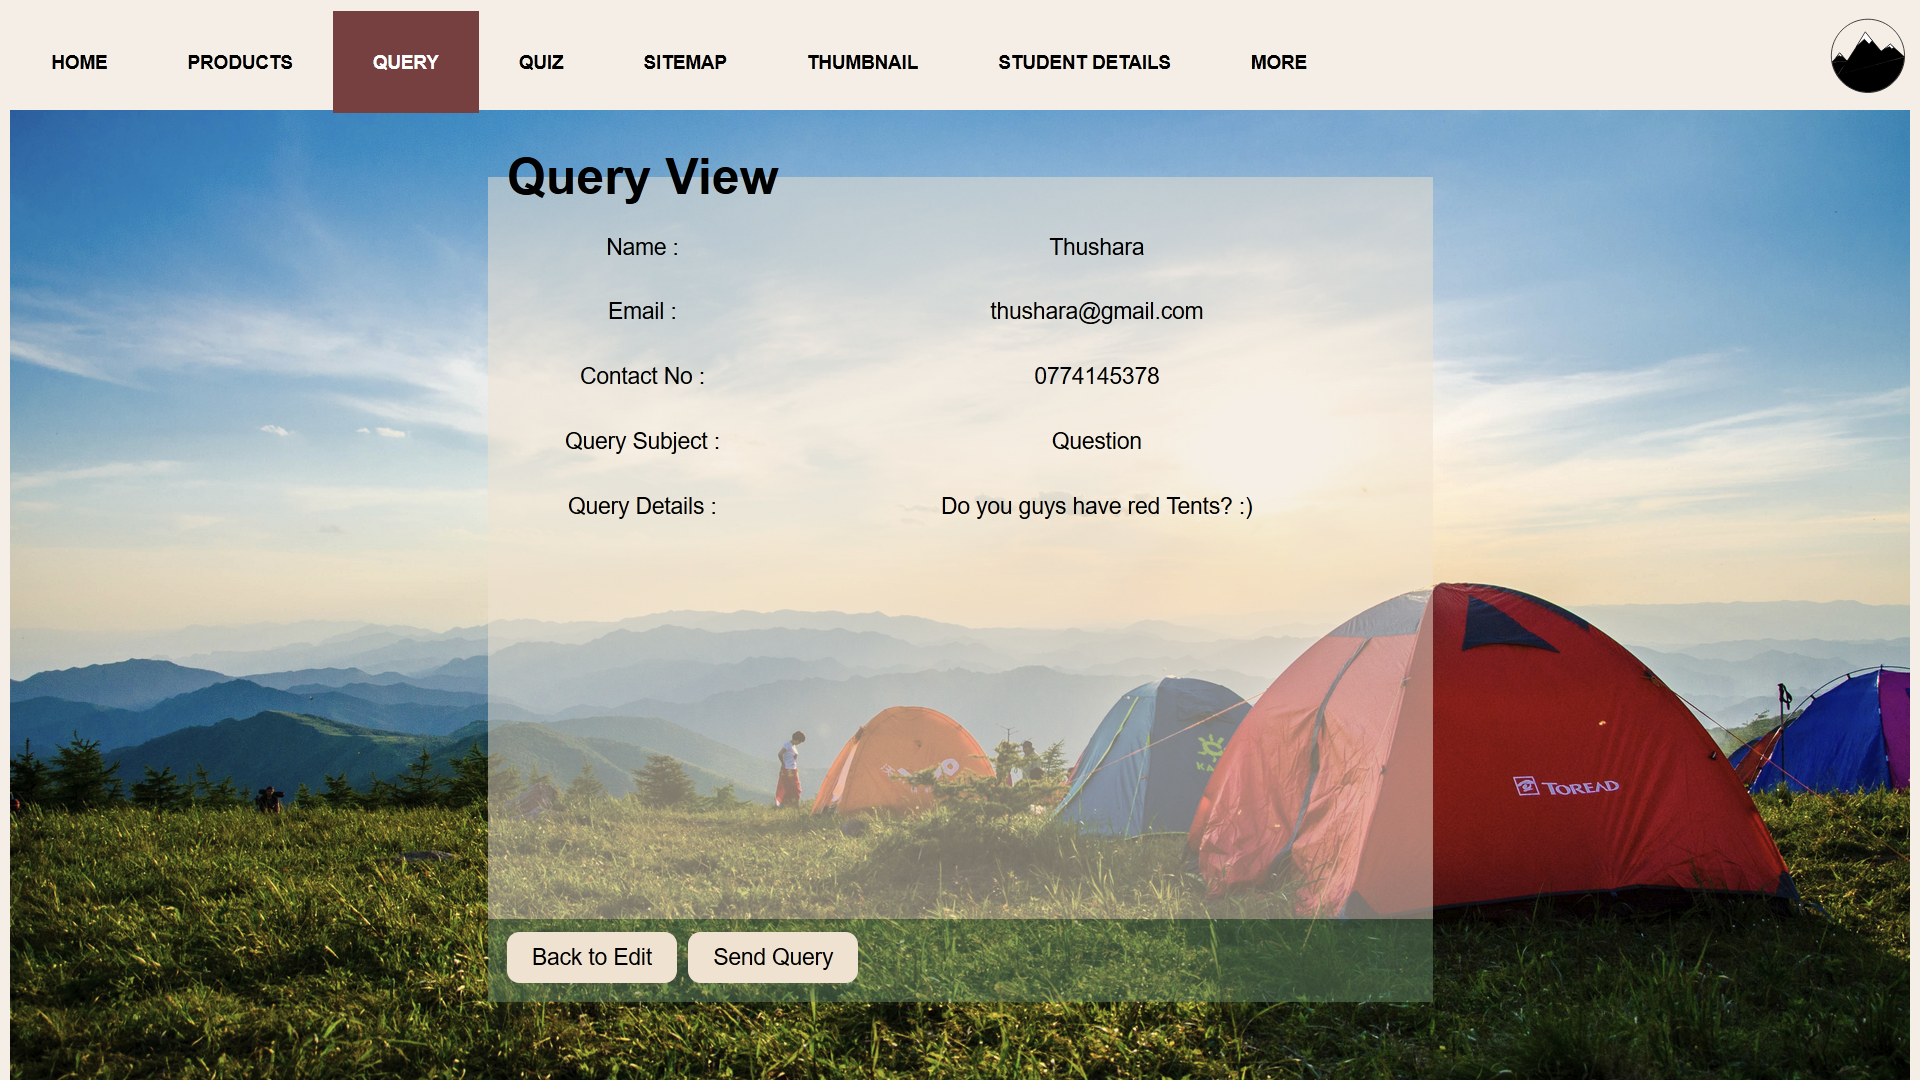 HOME PRODUCTS QUERY QUIZ SITEMAP THUMBNAIL STUDENT DETAILS MORE
Query View
Name : Thushara
Email : thushara@gmail.com
Contact No : 0774145378
Query Subject : Question
Query Details : Do you guys have red Tents? :)
TOREAD
Back to Edit Send Query